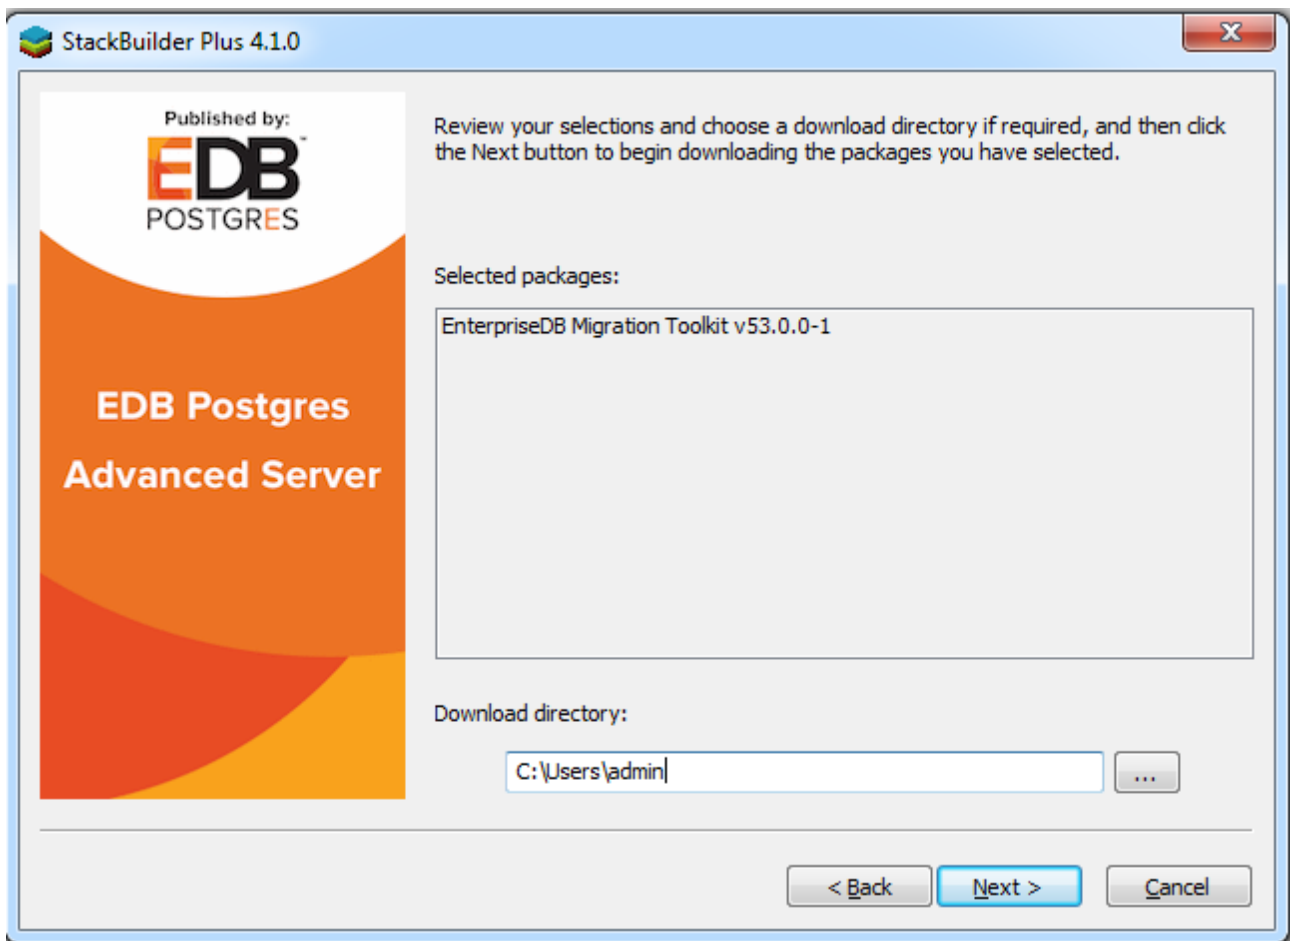 StackBuilder Plus 4.1.0
X
Published by:
EDB™
POSTGRES
EDB Postgres
Advanced Server
Review your selections and choose a download directory if required, and then click
the Next button to begin downloading the packages you have selected.
Selected packages:
EnterpriseDB Migration Toolkit v53.0.0-1
Download directory:
C:\Users\admin
...
< Back
Next >
Cancel